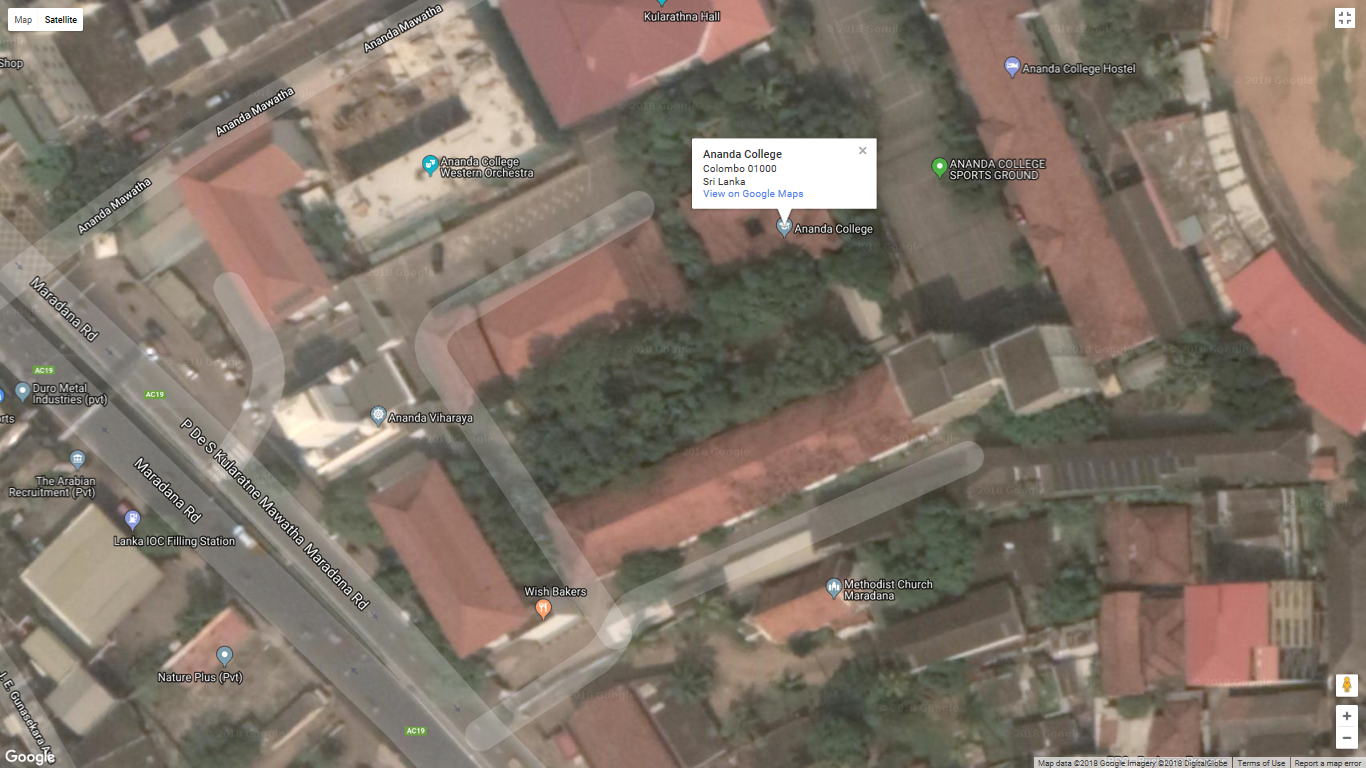 Map
Satellite
Kularathna Hall
Ananda Mawatha
Shop
Ananda College Hostel
Ananda Mawatha
Ananda College
Colombo 01000
Sri Lanka
View on Google Maps
Ananda College
Western Orchestra
ANANDA COLLEGE
SPORTS GROUND
Ananda Mawatha
Ananda College
Maradana Rd
AC19
AC19
Duro Metal
Industries (pvt)
rts
Ananda Viharaya
P De S Kularatne Mawatha Maradana Rd
The Arabian
Recruitment (Pvt)
Maradana Rd
Lanka IOC Filling Station
Wish Bakers
Methodist Church
Maradana
Nature Plus (Pvt)
J. E. Gunasekara
AC19
Google
Map data ©2018 Google Imagery ©2018 DigitalGlobe
Terms of Use
Report a map error